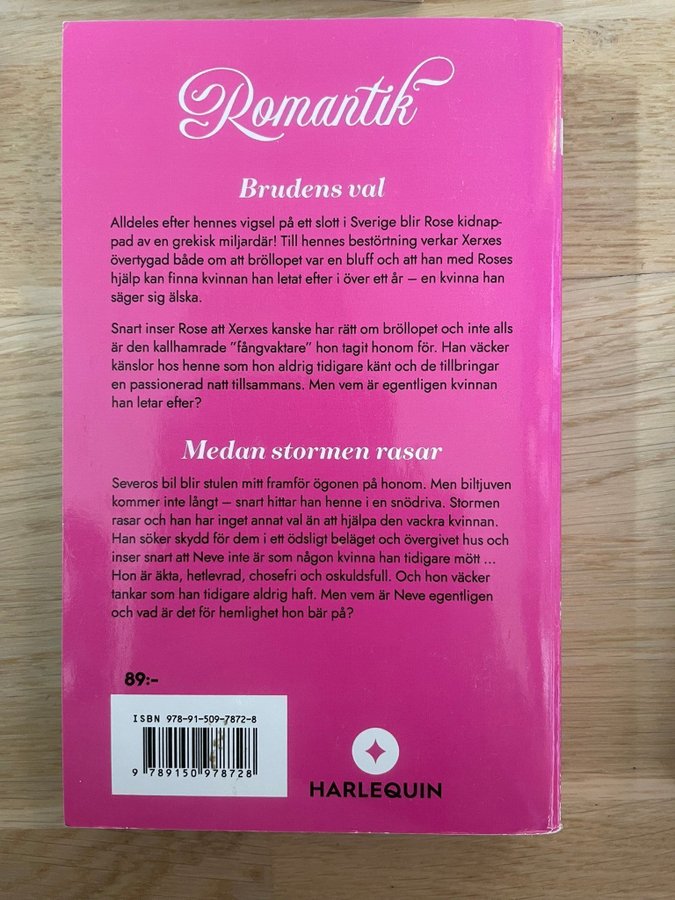 Romantik
Brudens val
Alldeles efter hennes vigsel på ett slott i Sverige blir Rose kidnap-
pad av en grekisk miljardär! Till hennes bestörtning verkar Xerxes
övertygad både om att bröllopet var en bluff och att han med Roses
hjälp kan finna kvinnan han letat efter i över ett år – en kvinna han
säger sig älska.
Snart inser Rose att Xerxes kanske har rätt om bröllopet och inte alls
är den kallhamrade ”fångvaktare” hon tagit honom för. Han väcker
känslor hos henne som hon aldrig tidigare känt och de tillbringar
en passionerad natt tillsammans. Men vem är egentligen kvinnan
han letar efter?
Medan stormen rasar
Severos bil blir stulen mitt framför ögonen på honom. Men biltjuven
kommer inte långt – snart hittar han henne i en snödriva. Stormen
rasar och han har inget annat val än att hjälpa den vackra kvinnan.
Han söker skydd för dem i ett ödsligt beläget och övergivet hus och
inser snart att Neve inte är som någon kvinna han tidigare mött ...
Hon är äkta, hetlevrad, chosefri och oskuldsfull. Och hon väcker
tankar som han tidigare aldrig haft. Men vem är Neve egentligen
och vad är det för hemlighet hon bär på?
89:-
ISBN 978-91-509-7872-8
9 789150 978728
HARLEQUIN